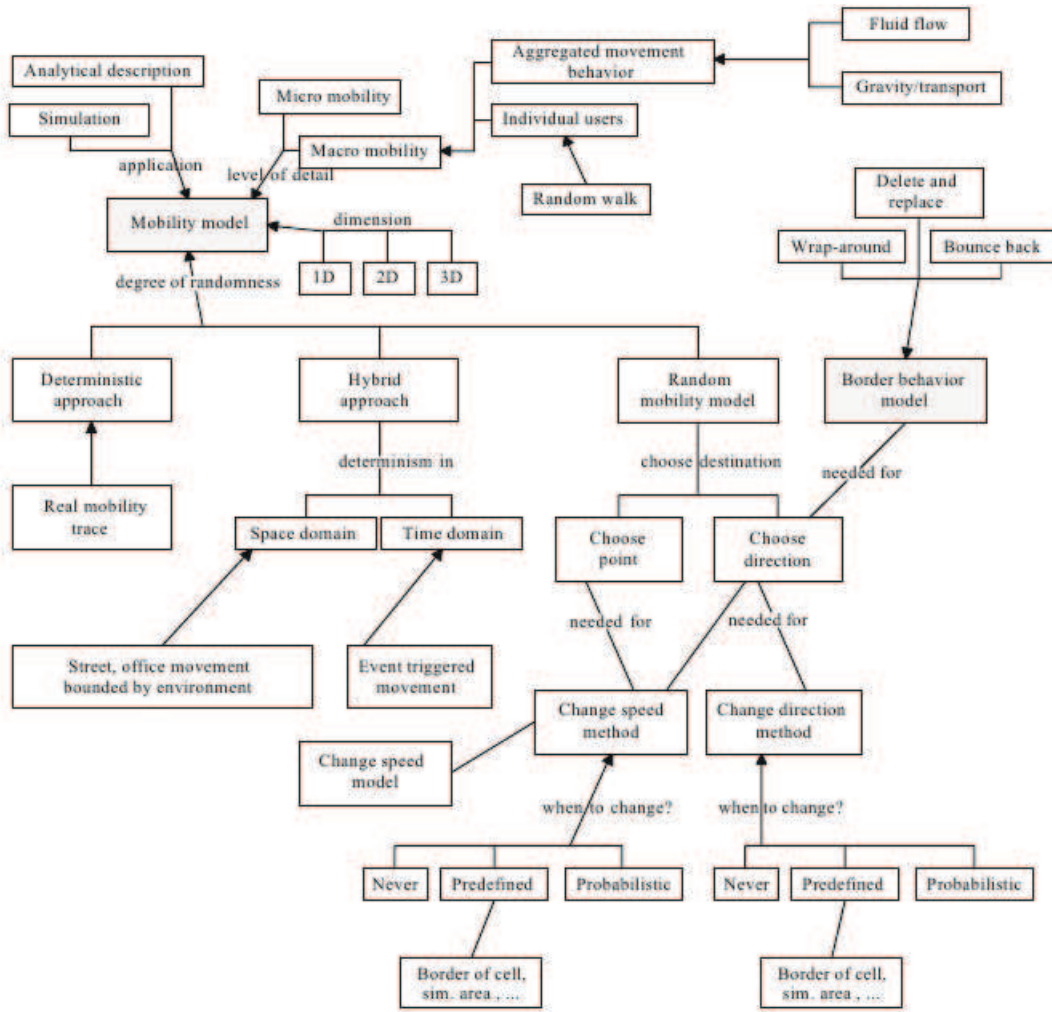 Fluid flow
Aggregated movement
behavior
Analytical description
Micro mobility
Gravity/transport
Simulation
Individual users
Macro mobility
application
level of detail
Random walk
Delete and
replace
Mobility model
dimension
Wrap-around
Bounce back
1D
2D
3D
degree of randomness
Deterministic
approach
Hybrid
approach
Random
mobility model
Border behavior
model
determinism in
choose destination
needed for
Real mobility
trace
Space domain
Time domain
Choose
point
Choose
direction
needed for
needed for
Street, office movement
bounded by environment
Event triggered
movement
Change speed
method
Change direction
method
Change speed
model
when to change?
when to change?
Never
Predefined
Probabilistic
Never
Predefined
Probabilistic
Border of cell,
sim. area , ...
Border of cell,
sim. area , ...